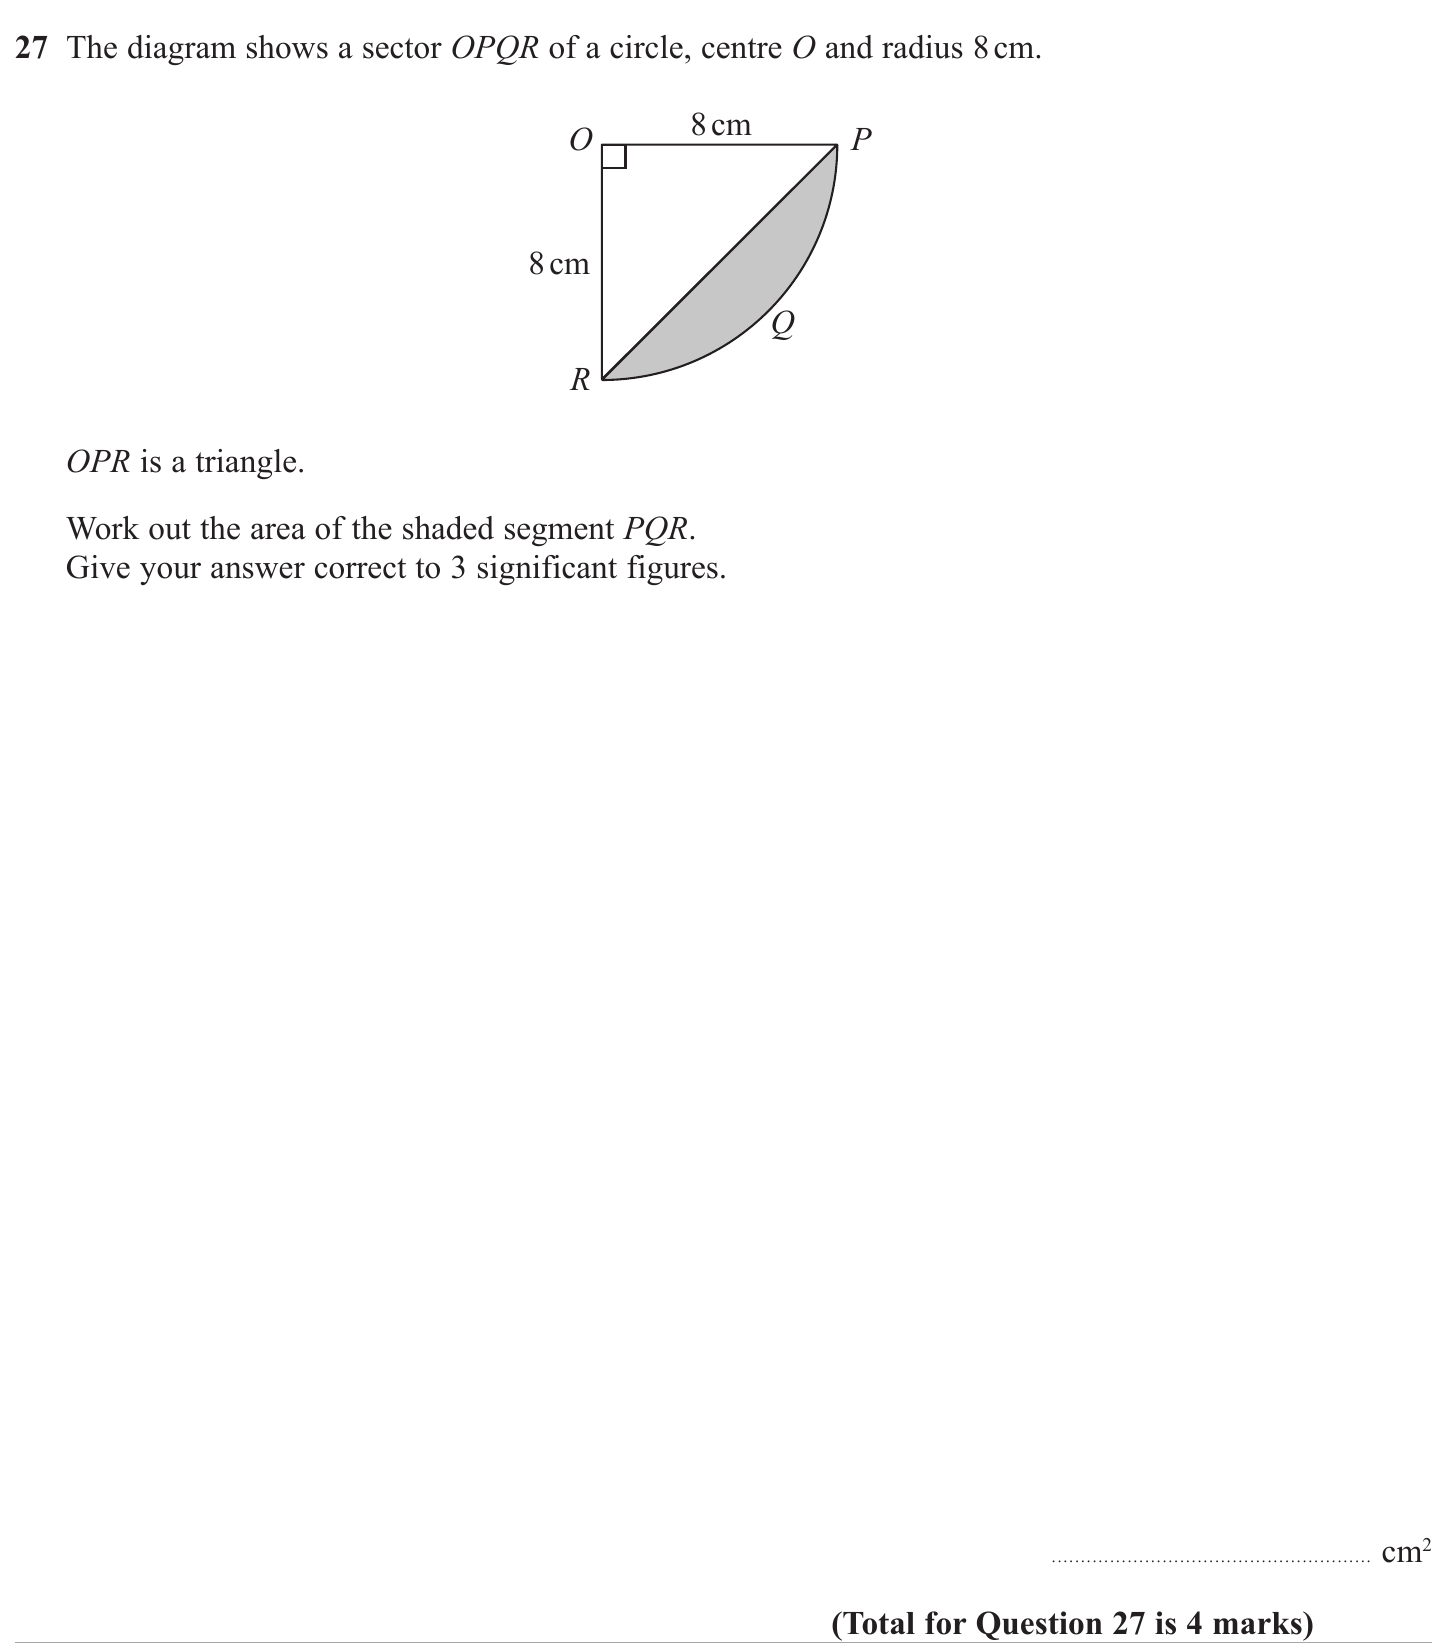 27 The diagram shows a sector OPQR of a circle, centre O and radius 8 cm.
8 cm
O
P
8 cm
Q
R
OPR is a triangle.
Work out the area of the shaded segment PQR.
Give your answer correct to 3 significant figures.
...................................................... cm²
(Total for Question 27 is 4 marks)